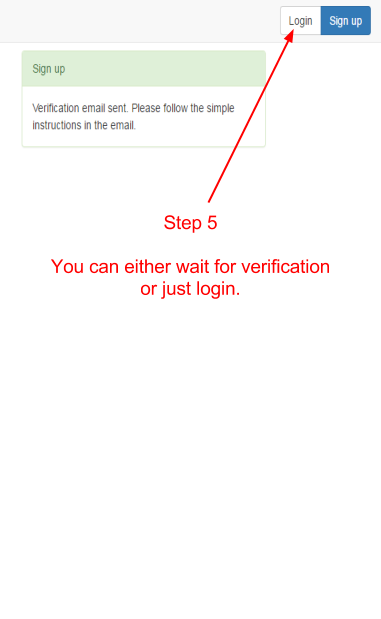 Login Sign up
Sign up
Verification email sent. Please follow the simple
instructions in the email.
Step 5
You can either wait for verification
or just login.